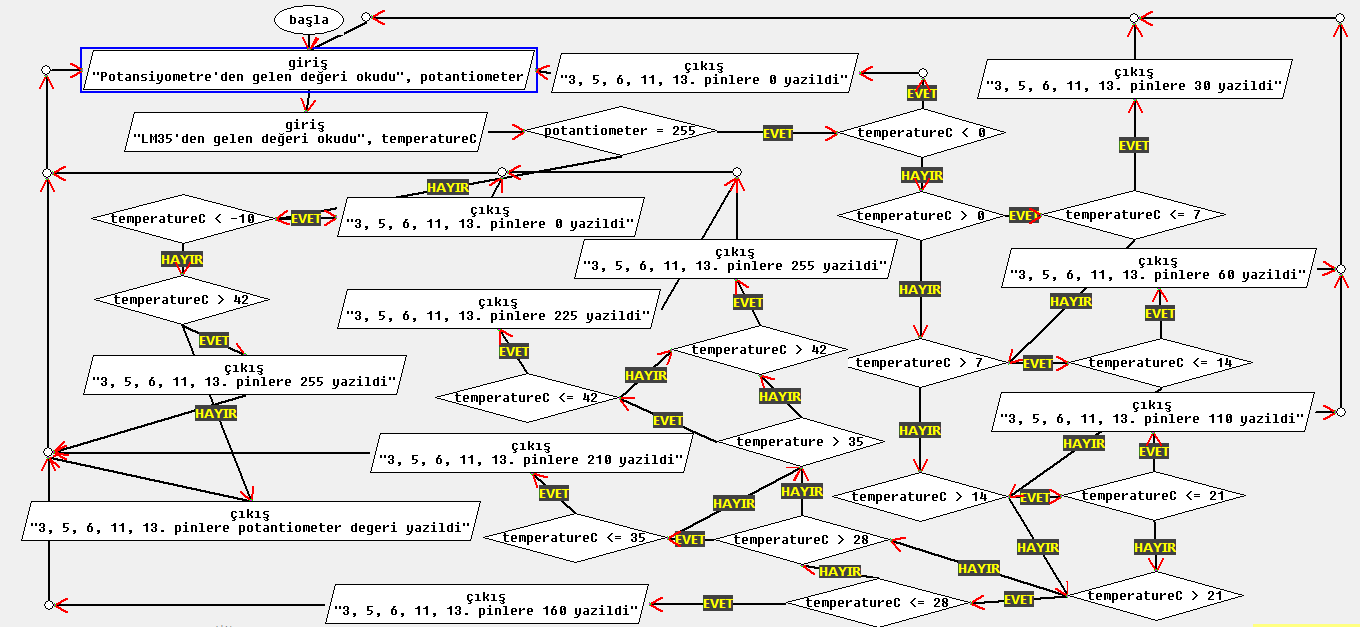 başla
giriş
"Potansiyometre'den gelen değeri okudu", potantiometer
giriş
"LM35'den gelen değeri okudu", temperatureC
potantiometer = 255
EVET
HAYIR
çıkış
"3, 5, 6, 11, 13. pinlere 0 yazildi"
EVET
temperatureC < 0
HAYIR
temperatureC > 0
EVET
temperatureC <= 7
EVET
çıkış
"3, 5, 6, 11, 13. pinlere 30 yazildi"
HAYIR
HAYIR
temperatureC > 7
EVET
temperatureC <= 14
EVET
çıkış
"3, 5, 6, 11, 13. pinlere 60 yazildi"
HAYIR
HAYIR
temperatureC > 14
EVET
temperatureC <= 21
EVET
çıkış
"3, 5, 6, 11, 13. pinlere 110 yazildi"
HAYIR
HAYIR
temperatureC > 21
EVET
temperatureC <= 28
EVET
çıkış
"3, 5, 6, 11, 13. pinlere 160 yazildi"
HAYIR
HAYIR
temperatureC > 28
EVET
temperatureC <= 35
EVET
çıkış
"3, 5, 6, 11, 13. pinlere 210 yazildi"
HAYIR
HAYIR
temperature > 35
EVET
temperatureC <= 42
EVET
çıkış
"3, 5, 6, 11, 13. pinlere 225 yazildi"
HAYIR
HAYIR
temperatureC > 42
EVET
çıkış
"3, 5, 6, 11, 13. pinlere 255 yazildi"
temperatureC < -10
EVET
çıkış
"3, 5, 6, 11, 13. pinlere 0 yazildi"
HAYIR
temperatureC > 42
EVET
çıkış
"3, 5, 6, 11, 13. pinlere 255 yazildi"
HAYIR
çıkış
"3, 5, 6, 11, 13. pinlere potantiometer degeri yazildi"